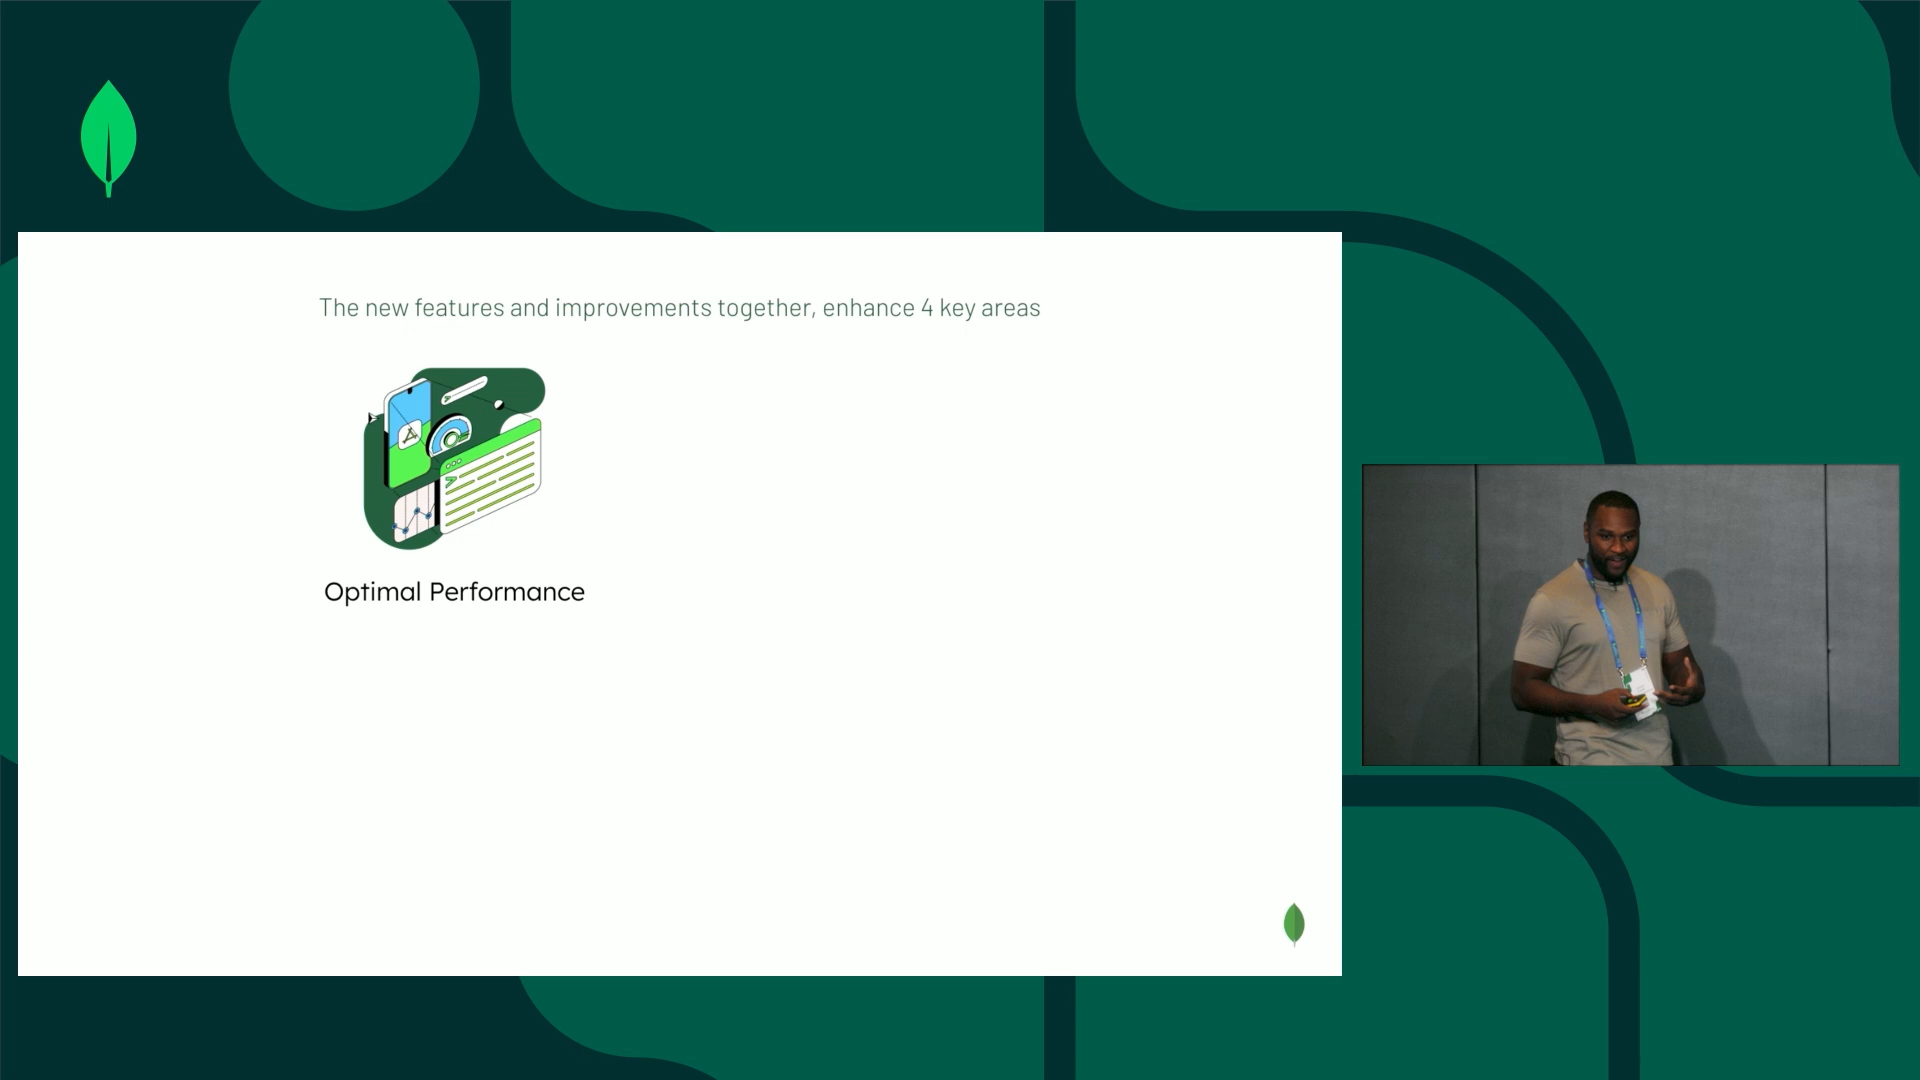 The new features and improvements together, enhance 4 key areas
Optimal Performance